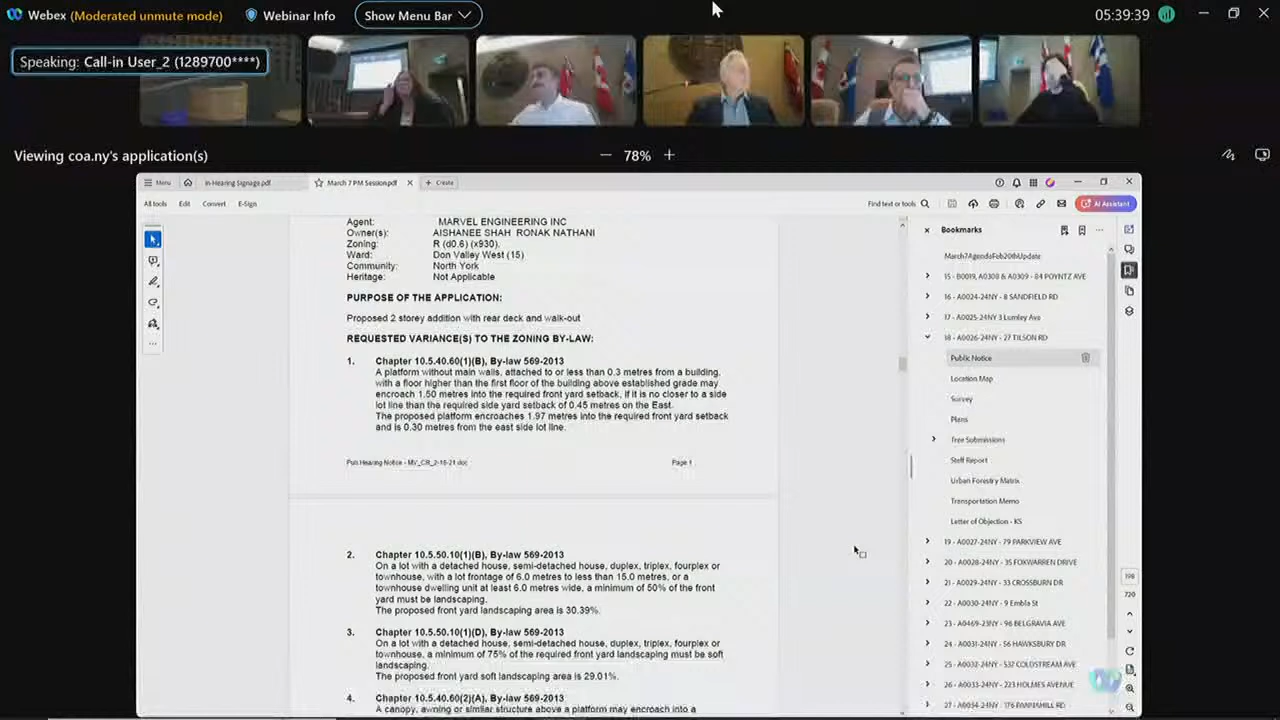 Webex (Moderated unmute mode) Webinar Info Show Menu Bar 05:39:39
Speaking: Call-in User_2 (1289700****)
Viewing coa.ny's application(s) 78%
Menu In-Hearing Signage.pdf March 7 PM Session.pdf + Create
All tools Edit Convert E-Sign Find text or tools AI Assistant
Agent: MARVEL ENGINEERING INC
Owner(s): AISHANEE SHAH RONAK NATHANI
Zoning: R (d0.6) (x930).
Ward: Don Valley West (15)
Community: North York
Heritage: Not Applicable
PURPOSE OF THE APPLICATION:
Proposed 2 storey addition with rear deck and walk-out
REQUESTED VARIANCE(S) TO THE ZONING BY-LAW:
1. Chapter 10.5.40.60(1)(B), By-law 569-2013
A platform without main walls, attached to or less than 0.3 metres from a building,
with a floor higher than the first floor of the building above established grade may
encroach 1.50 metres into the required front yard setback, if it is no closer to a side
lot line than the required side yard setback of 0.45 metres on the East.
The proposed platform encroaches 1.97 metres into the required front yard setback
and is 0.30 metres from the east side lot line.
Page 1
2. Chapter 10.5.50.10(1)(B), By-law 569-2013
On a lot with a detached house, semi-detached house, duplex, triplex, fourplex or
townhouse, with a lot frontage of 6.0 metres to less than 15.0 metres, or a
townhouse dwelling unit at least 6.0 metres wide, a minimum of 50% of the front
yard must be landscaping.
The proposed front yard landscaping area is 30.39%.
3. Chapter 10.5.50.10(1)(D), By-law 569-2013
On a lot with a detached house, semi-detached house, duplex, triplex, fourplex or
townhouse, a minimum of 75% of the required front yard landscaping must be soft
landscaping.
The proposed front yard soft landscaping area is 29.01%.
4. Chapter 10.5.40.60(2)(A), By-law 569-2013
A canopy, awning or similar structure above a platform may encroach into a
Bookmarks
March7AgendaFeb20thUpdate
15 - B0019, A0308 & A0309 - 84 POYNTZ AVE
16 - A0024-24NY - 8 SANDFIELD RD
17 - A0025-24NY 3 Lumley Ave
18 - A0026-24NY - 27 TILSON RD
Public Notice
Location Map
Survey
Plans
Tree Submissions
Staff Report
Urban Forestry Matrix
Transportation Memo
Letter of Objection - KS
19 - A0027-24NY - 79 PARKVIEW AVE
20 - A0028-24NY - 35 FOXWARREN DRIVE
21 - A0029-24NY - 33 CROSSBURN DR
22 - A0030-24NY - 9 Embla St
23 - A0469-23NY - 96 BELGRAVIA AVE
24 - A0031-24NY - 56 HAWKSBURY DR
25 - A0032-24NY - 532 COLDSTREAM AVE
26 - A0033-24NY - 223 HOLMES AVENUE
27 - A0034-24NY - 176 PANNAHILL RD
198
720